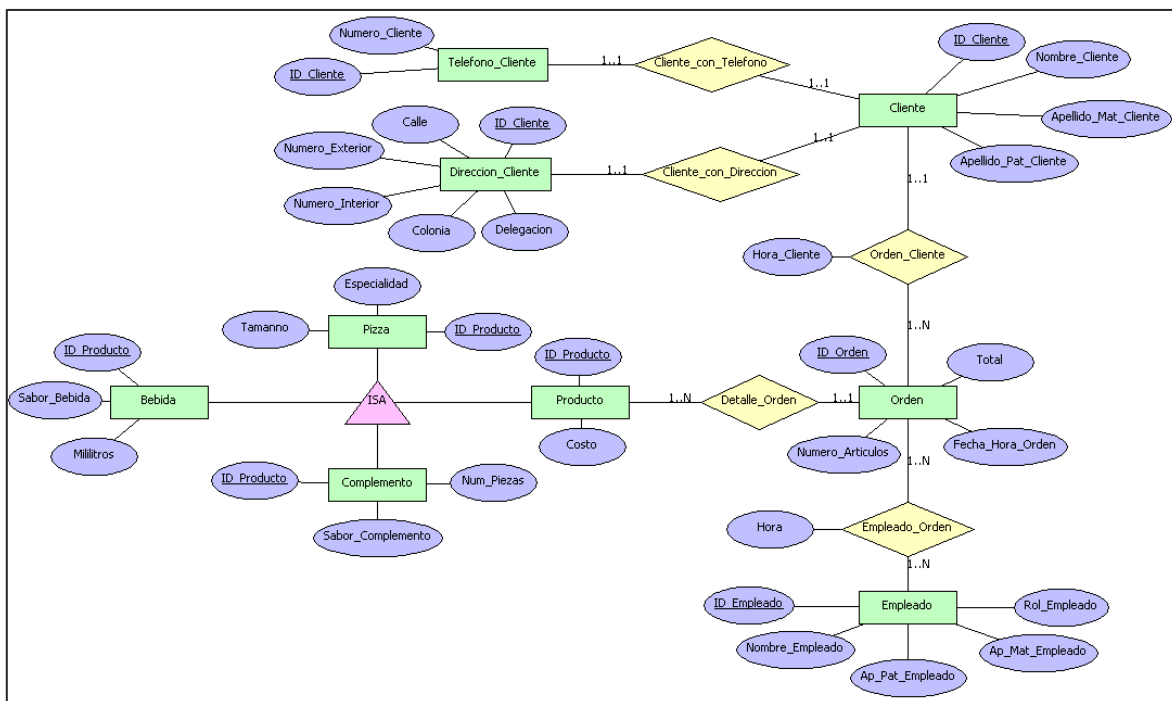 Numero_Cliente
ID_Cliente
Telefono_Cliente
1..1
Cliente_con_Telefono
1..1
ID_Cliente
Nombre_Cliente
Cliente
Apellido_Mat_Cliente
Apellido_Pat_Cliente
Calle
ID_Cliente
Numero_Exterior
Direccion_Cliente
1..1
Cliente_con_Direccion
1..1
Numero_Interior
Colonia
Delegacion
1..1
Hora_Cliente
Orden_Cliente
1..N
Especialidad
Tamanno
Pizza
ID_Producto
ID_Producto
Sabor_Bebida
Bebida
Mililitros
ISA
ID_Producto
Producto
Costo
1..N
Detalle_Orden
1..1
ID_Orden
Total
Orden
Numero_Articulos
Fecha_Hora_Orden
ID_Producto
Complemento
Num_Piezas
Sabor_Complemento
1..N
Hora
Empleado_Orden
1..N
ID_Empleado
Empleado
Rol_Empleado
Nombre_Empleado
Ap_Mat_Empleado
Ap_Pat_Empleado